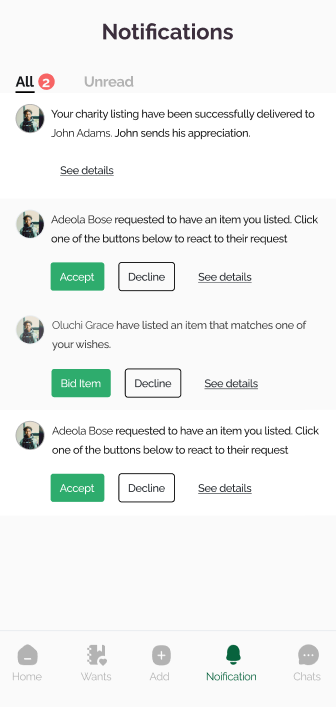 Notifications
All 2 Unread
Your charity listing have been successfully delivered to
John Adams. John sends his appreciation.
See details
Adeola Bose requested to have an item you listed. Click
one of the buttons below to react to their request
Accept Decline See details
Oluchi Grace have listed an item that matches one of
your wishes.
Bid Item Decline See details
Adeola Bose requested to have an item you listed. Click
one of the buttons below to react to their request
Accept Decline See details
Home Wants Add Noification Chats